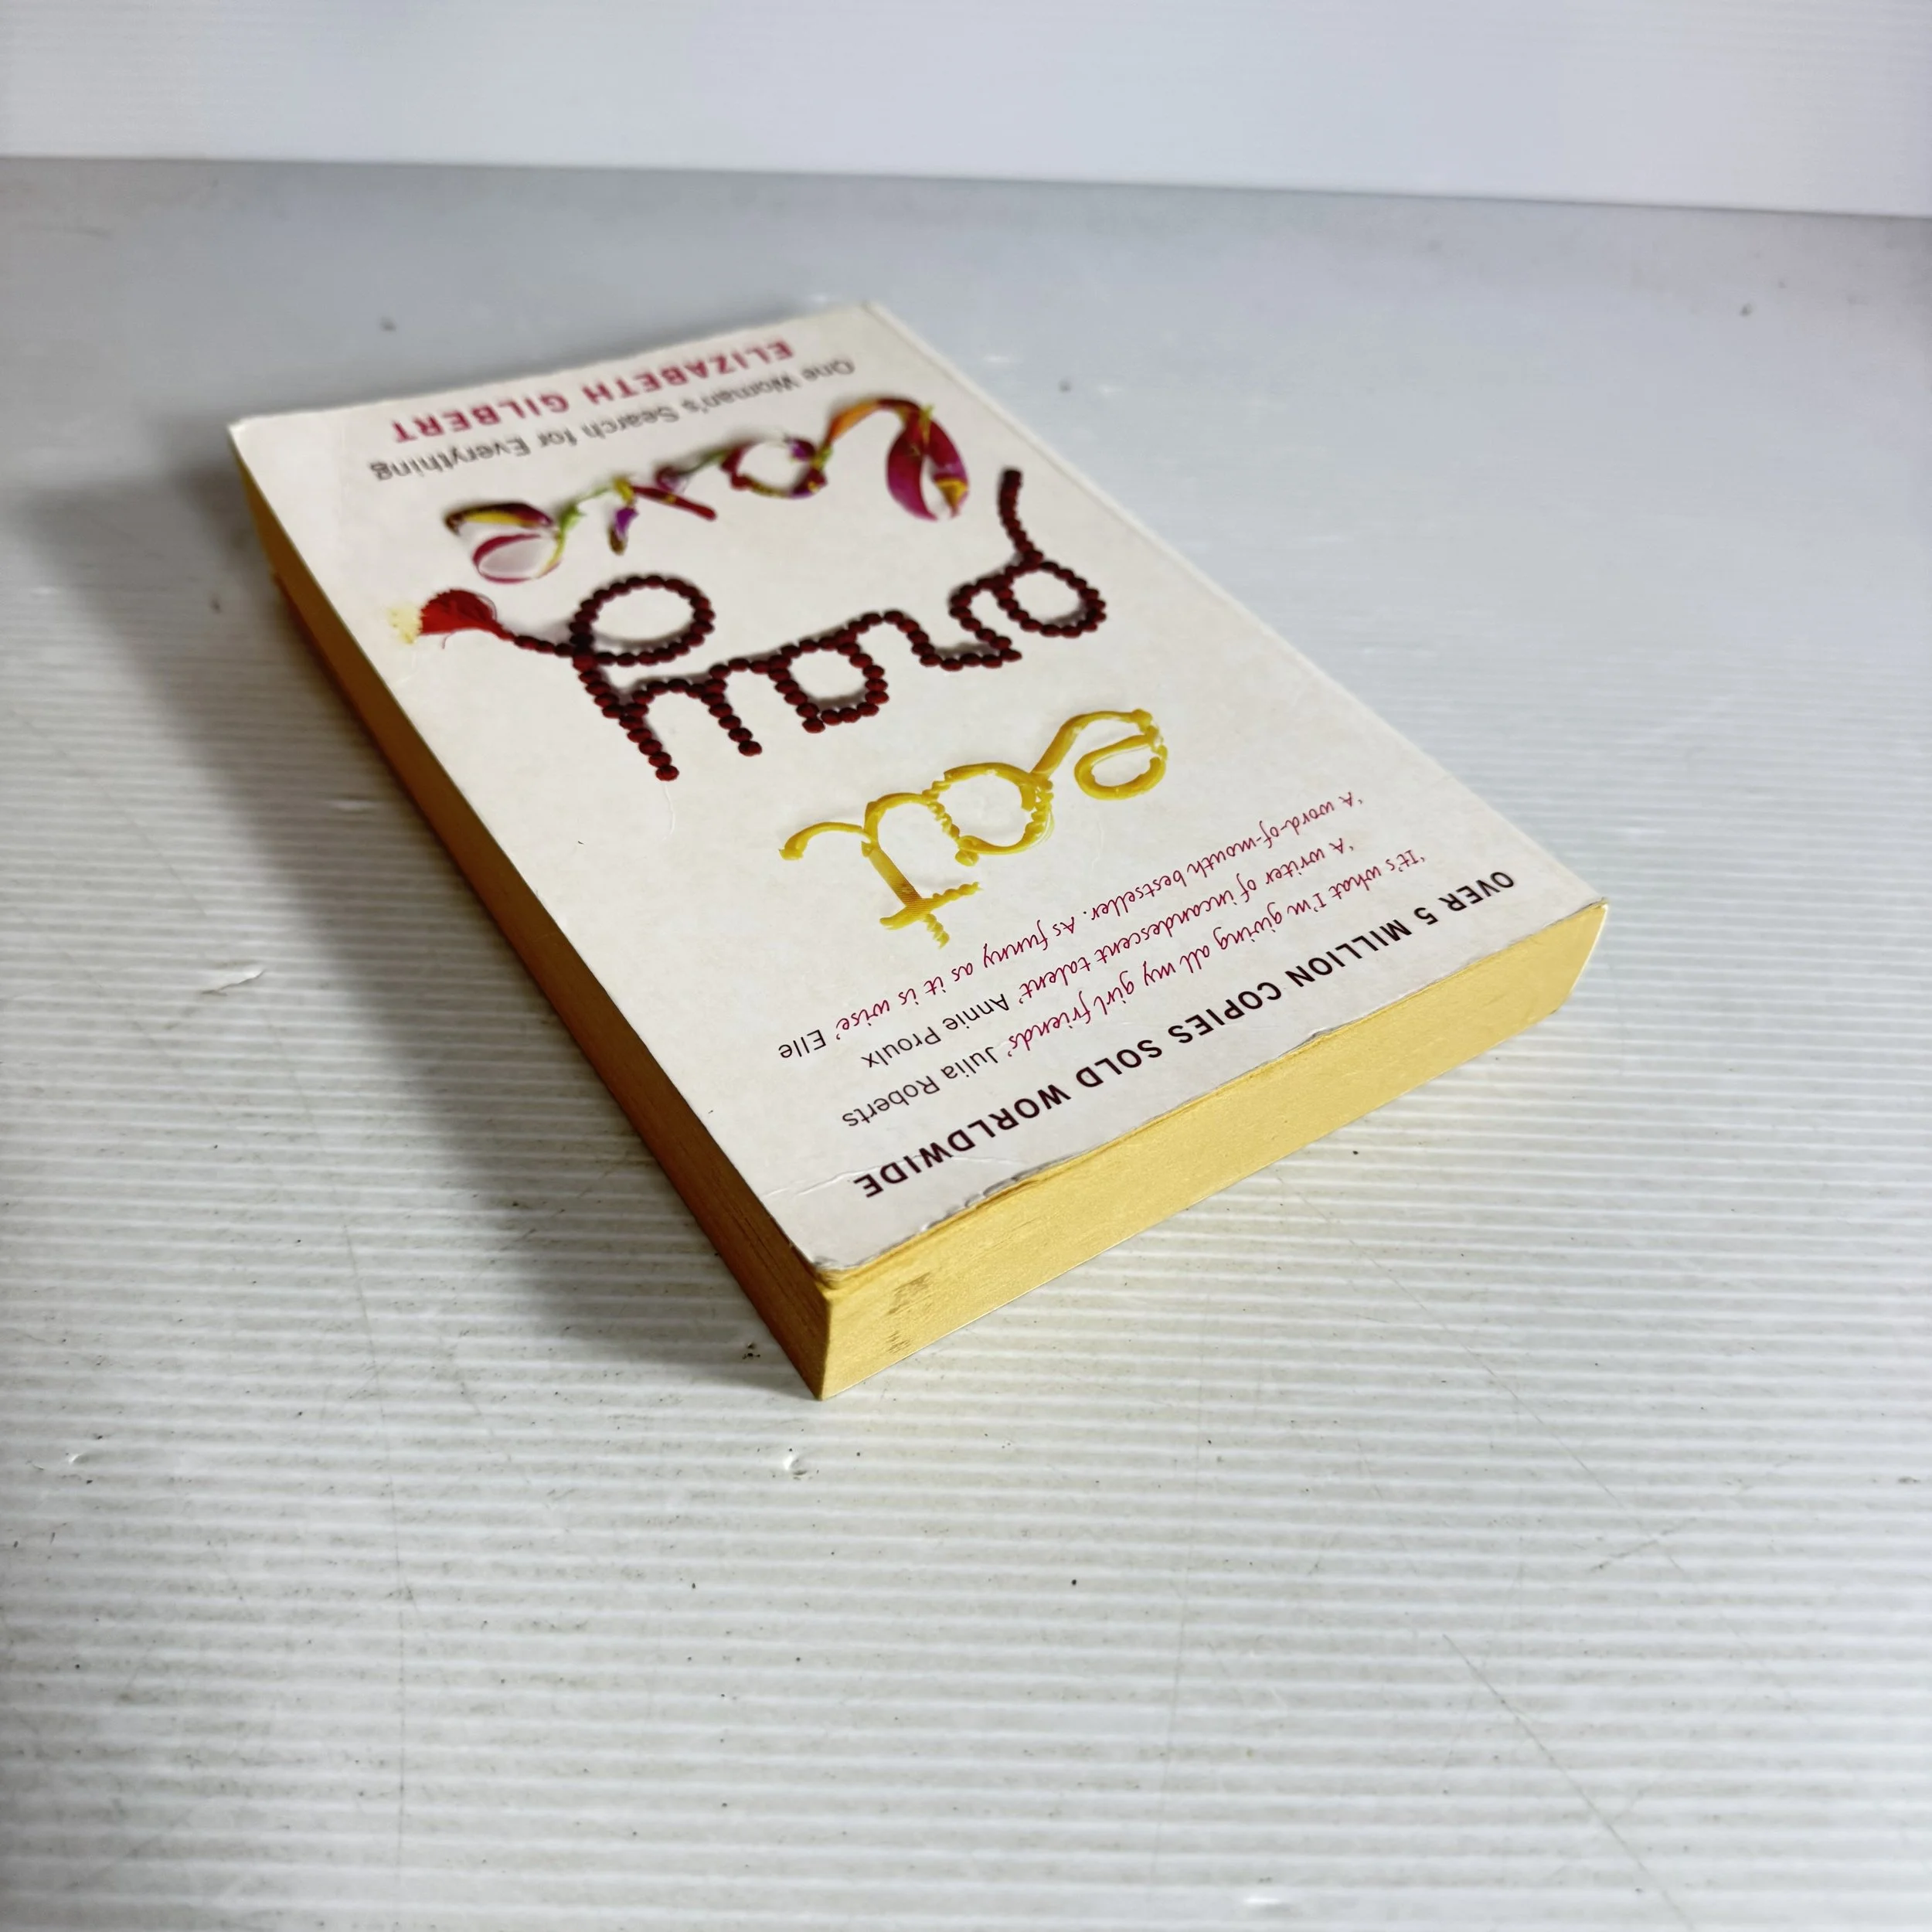 OVER 5 MILLION COPIES SOLD WORLDWIDE
'It's what I'm giving all my girl friends' Julia Roberts
'A writer of incandescent talent' Annie Proulx
'A word-of-mouth bestseller. As funny as it is wise' Elle
eat
pray
love
One Woman's Search for Everything
ELIZABETH GILBERT